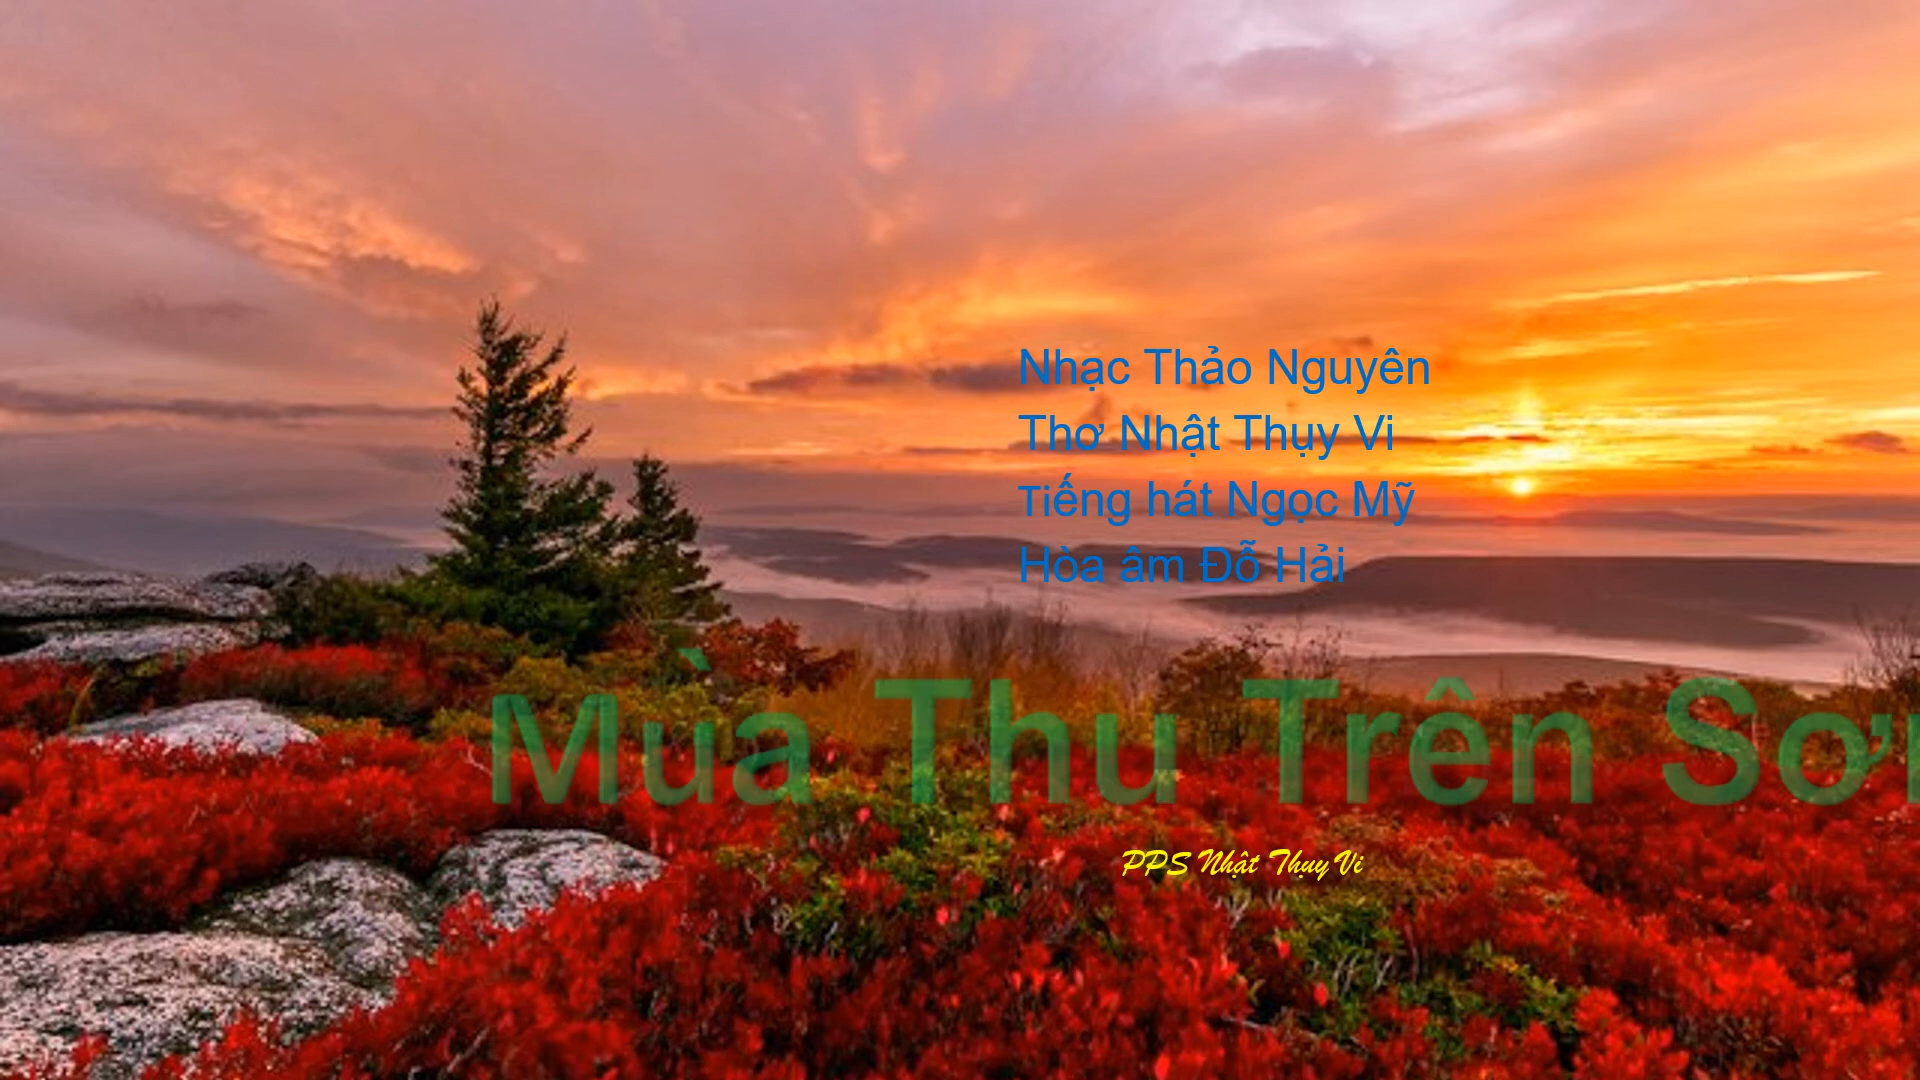 Nhạc Thảo Nguyên
Thơ Nhật Thụy Vi
Tiếng hát Ngọc Mỹ
Hòa âm Đỗ Hải
Mùa Thu Trên
PPS Nhật Thụy Vi